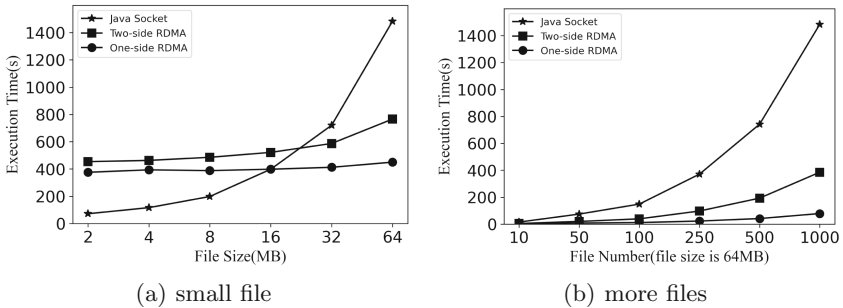 Java Socket
Two-side RDMA
One-side RDMA
Execution Time(s)
1400
1200
1000
800
600
400
200
0
2 4 8 16 32 64
File Size(MB)
(a) small file
Java Socket
Two-side RDMA
One-side RDMA
Execution Time(s)
1400
1200
1000
800
600
400
200
0
10 50 100 250 500 1000
File Number(file size is 64MB)
(b) more files